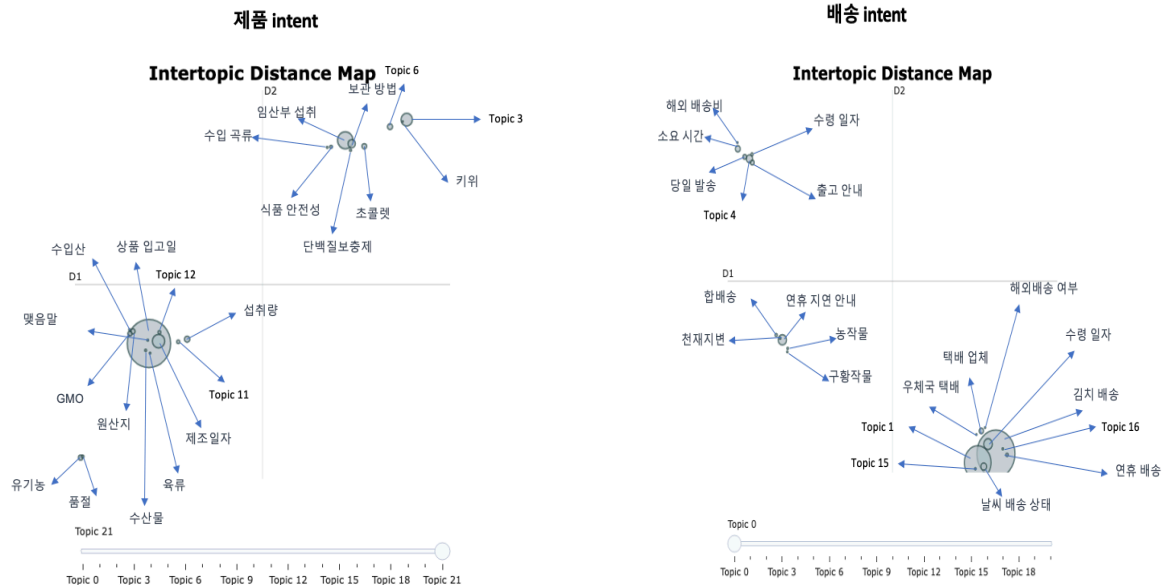 제품 intent
Intertopic Distance Map
D2
Topic 6
보관 방법
임산부 섭취
Topic 3
수입 곡류
키위
식품 안전성
초콜렛
단백질보충제
수입산
상품 입고일
D1
Topic 12
섭취량
맺음말
Topic 11
GMO
원산지
제조일자
유기농
품절
육류
수산물
Topic 21
Topic 0 Topic 3 Topic 6 Topic 9 Topic 12 Topic 15 Topic 18 Topic 21
배송 intent
Intertopic Distance Map
D2
해외 배송비
수령 일자
소요 시간
당일 발송
출고 안내
Topic 4
D1
합배송
연휴 지연 안내
해외배송 여부
천재지변
농작물
수령 일자
구황작물
택배 업체
우체국 택배
김치 배송
Topic 1
Topic 16
Topic 15
연휴 배송
날씨 배송 상태
Topic 0
Topic 0 Topic 3 Topic 6 Topic 9 Topic 12 Topic 15 Topic 18